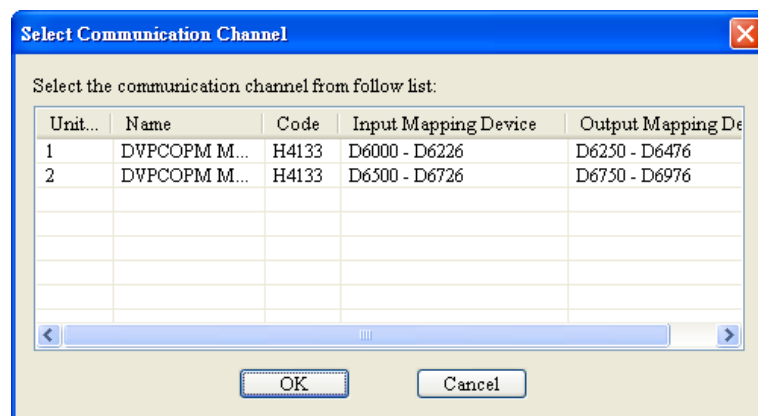 Select Communication Channel
Select the communication channel from follow list:
Unit... Name Code Input Mapping Device Output Mapping De
1 DVPCOPM M... H4133 D6000 - D6226 D6250 - D6476
2 DVPCOPM M... H4133 D6500 - D6726 D6750 - D6976
OK Cancel